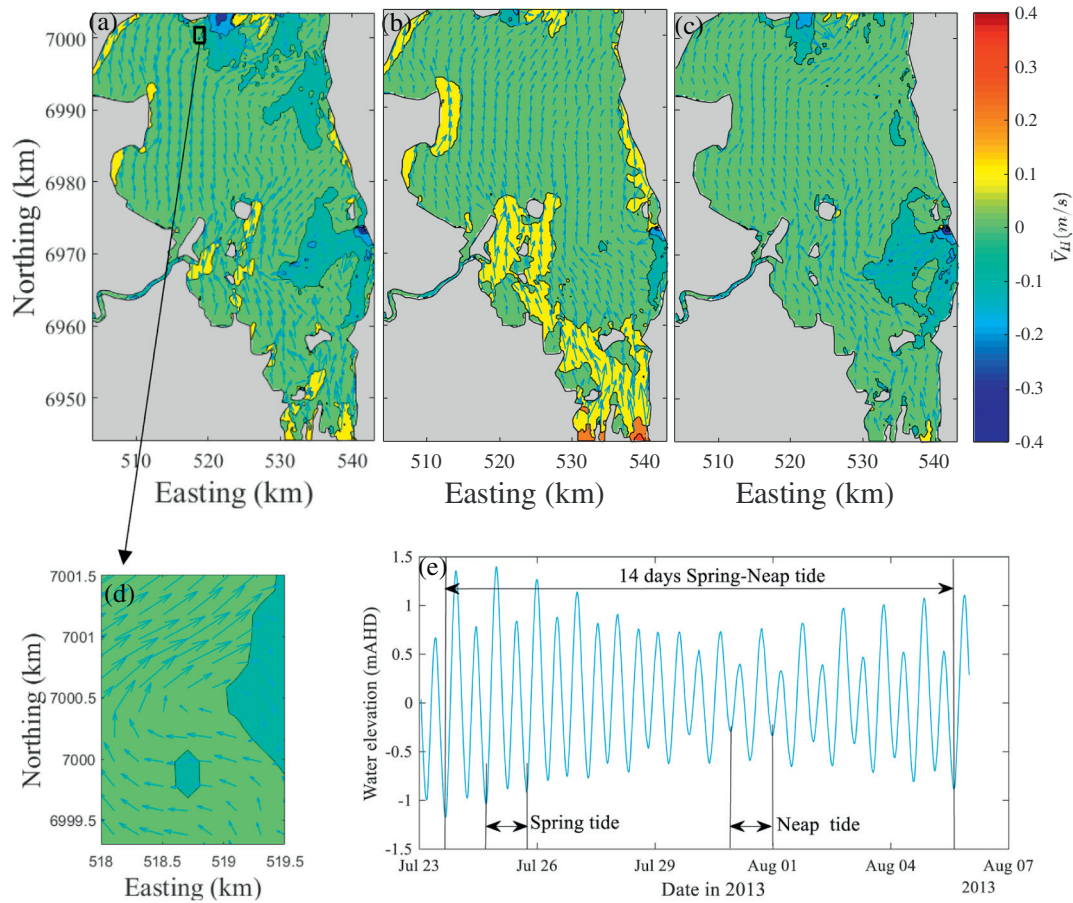 (a)
(b)
(c)
7000
6990
6980
6970
6960
6950
Northing (km)
510 520 530 540
510 520 530 540
510 520 530 540
Easting (km)
Easting (km)
Easting (km)
0.4
0.3
0.2
0.1
0
-0.1
-0.2
-0.3
-0.4
V̄u(m/s)
(d)
7001.5
7001
7000.5
7000
6999.5
Northing (km)
518 518.5 519 519.5
Easting (km)
(e)
1.5
1
0.5
0
-0.5
-1
-1.5
Water elevation (mAHD)
14 days Spring-Neap tide
Spring tide
Neap tide
Jul 23 Jul 26 Jul 29 Aug 01 Aug 04 Aug 07
Date in 2013
2013